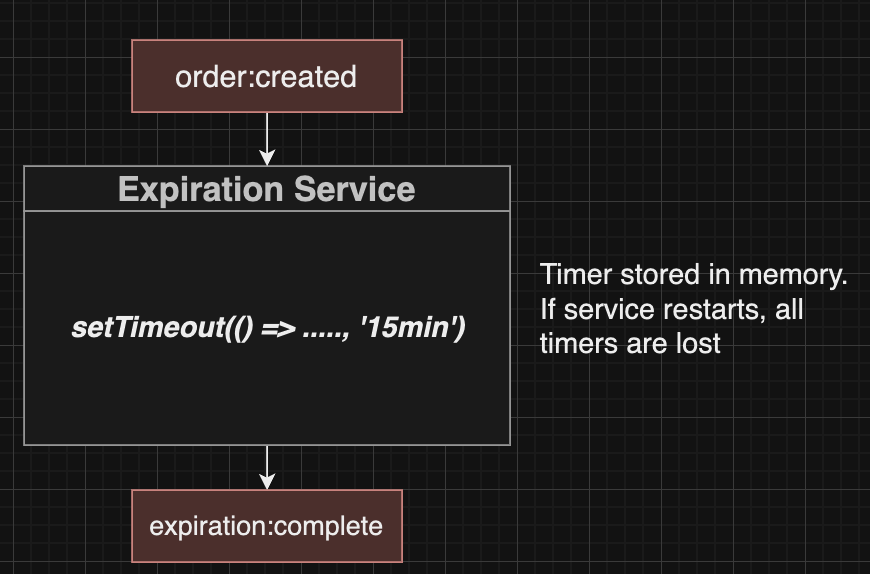 order:created
Expiration Service
setTimeout(() => ....., '15min')
Timer stored in memory.
If service restarts, all
timers are lost
expiration:complete